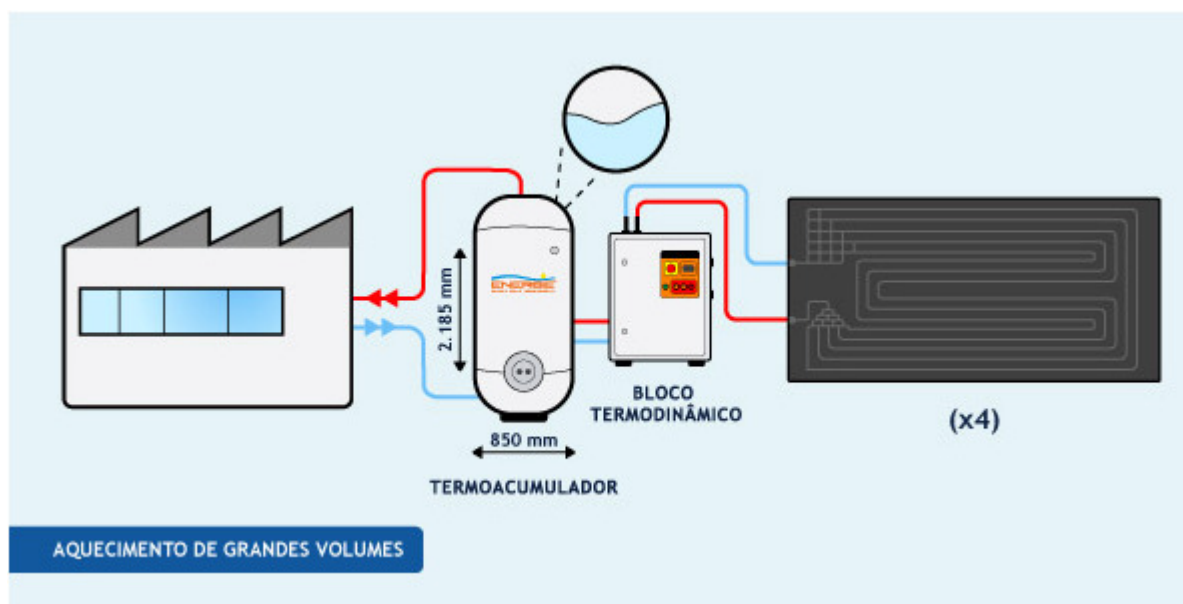 ENERGIE
2.185 mm
850 mm
TERMOACUMULADOR
BLOCO
TERMODINÂMICO
(x4)
AQUECIMENTO DE GRANDES VOLUMES